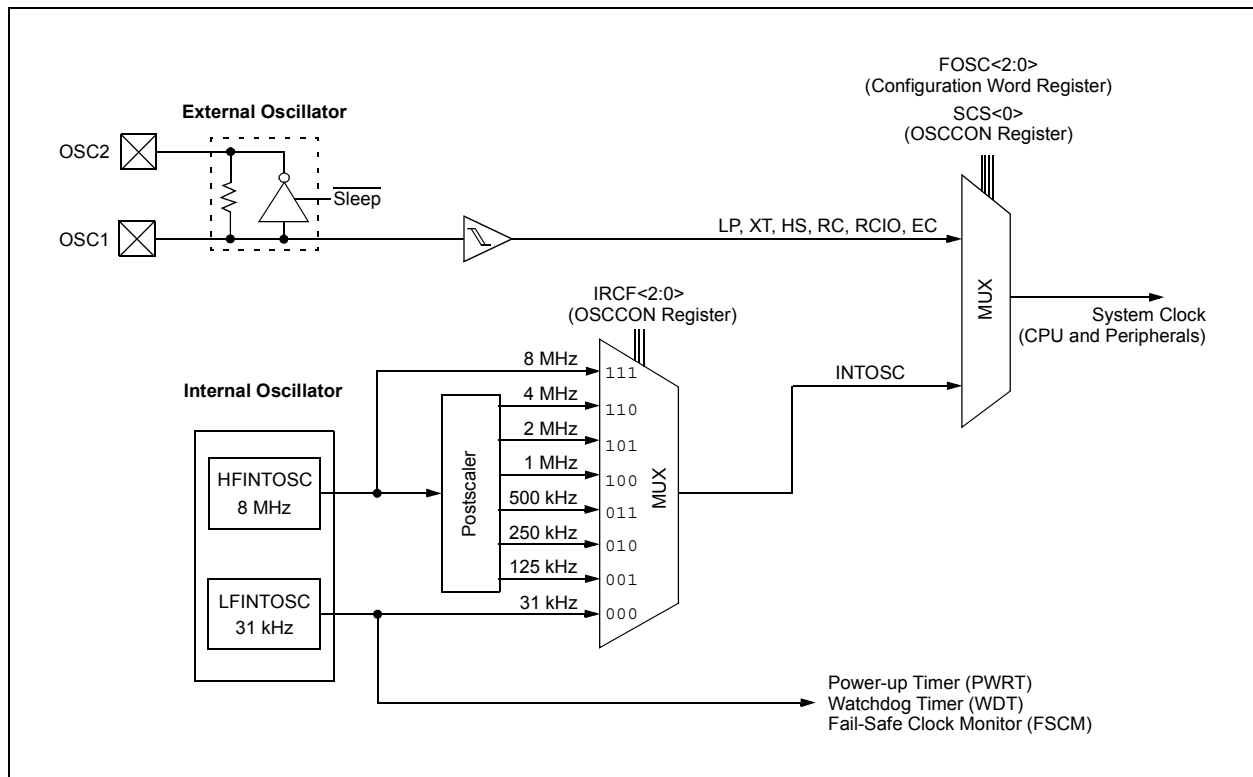 FOSC<2:0>
(Configuration Word Register)
SCS<0>
(OSCCON Register)
External Oscillator
OSC2
Sleep
OSC1
LP, XT, HS, RC, RCIO, EC
MUX
System Clock
(CPU and Peripherals)
IRCF<2:0>
(OSCCON Register)
Internal Oscillator
HFINTOSC
8 MHz
LFINTOSC
31 kHz
Postscaler
8 MHz
111
4 MHz
110
2 MHz
101
1 MHz
100
500 kHz
011
250 kHz
010
125 kHz
001
31 kHz
000
MUX
INTOSC
Power-up Timer (PWRT)
Watchdog Timer (WDT)
Fail-Safe Clock Monitor (FSCM)